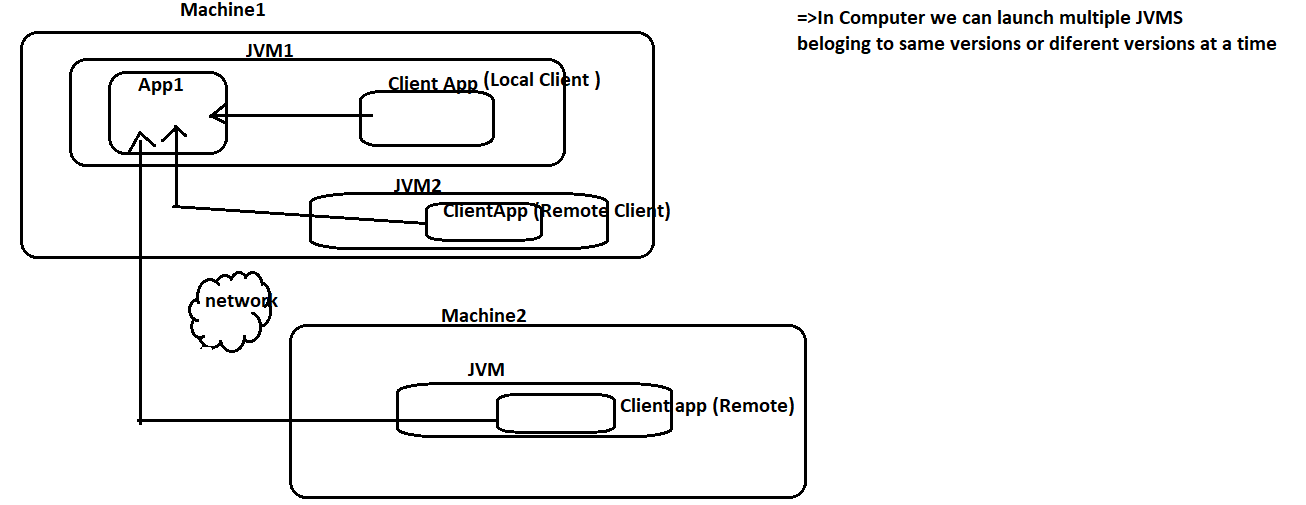 Machine1
=>In Computer we can launch multiple JVMS
beloging to same versions or diferent versions at a time
JVM1
App1
Client App (Local Client )
JVM2
ClientApp (Remote Client)
network
Machine2
JVM
Client app (Remote)